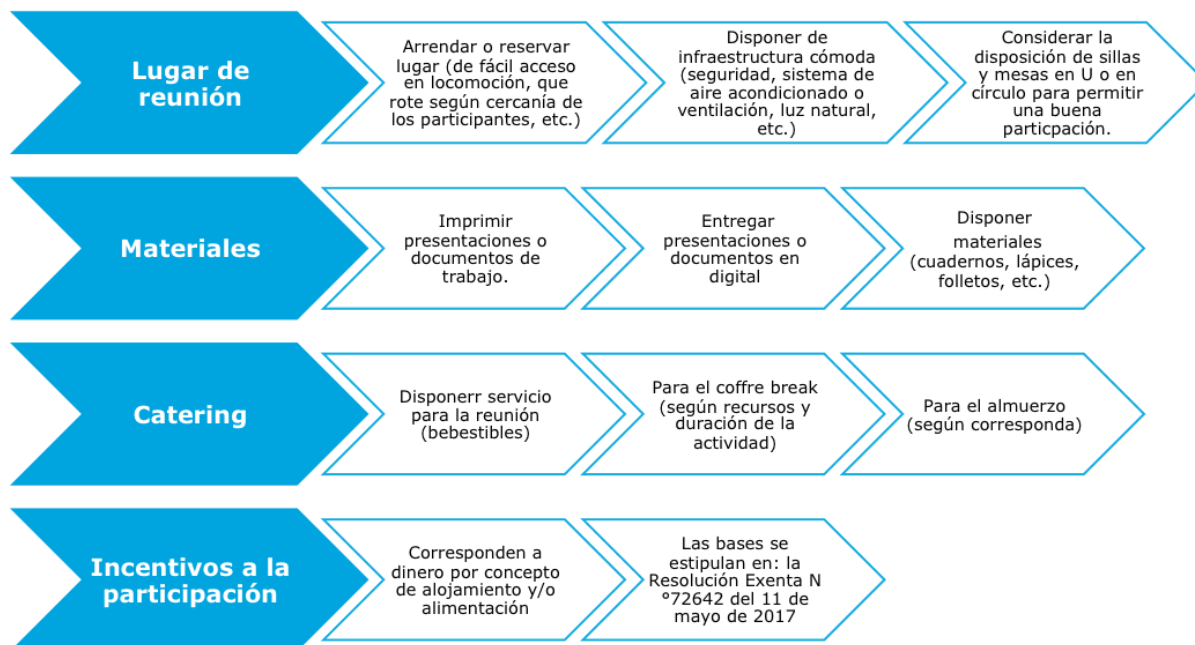 Lugar de
reunión
Arrendar o reservar
lugar (de fácil acceso
en locomoción, que
rote según cercanía de
los participantes, etc.)
Disponer de
infraestructura cómoda
(seguridad, sistema de
aire acondicionado o
ventilación, luz natural,
etc.)
Considerar la
disposición de sillas
y mesas en U o en
círculo para permitir
una buena
particpación.
Materiales
Imprimir
presentaciones o
documentos de
trabajo.
Entregar
presentaciones o
documentos en
digital
Disponer
materiales
(cuadernos, lápices,
folletos, etc.)
Catering
Disponerr servicio
para la reunión
(bebestibles)
Para el coffre break
(según recursos y
duración de la
actividad)
Para el almuerzo
(según corresponda)
Incentivos a la
participación
Corresponden a
dinero por concepto
de alojamiento y/o
alimentación
Las bases se
estipulan en: la
Resolución Exenta N
°72642 del 11 de
mayo de 2017